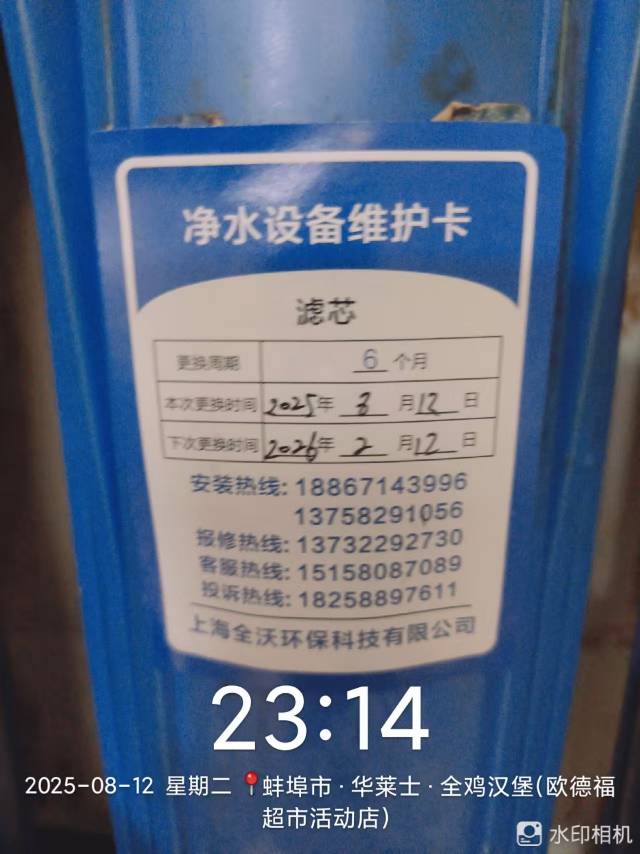 净水设备维护卡
滤芯
更换周期 6 个月
本次更换时间 2025年 8 月 12 日
下次更换时间 2026年 2 月 12 日
安装热线: 18867143996
13758291056
报修热线: 13732292730
客服热线: 15158087089
投诉热线: 18258897611
上海全沃环保科技有限公司
23:14
2025-08-12 星期二 📍蚌埠市·华莱士·全鸡汉堡(欧德福
超市活动店)
水印相机